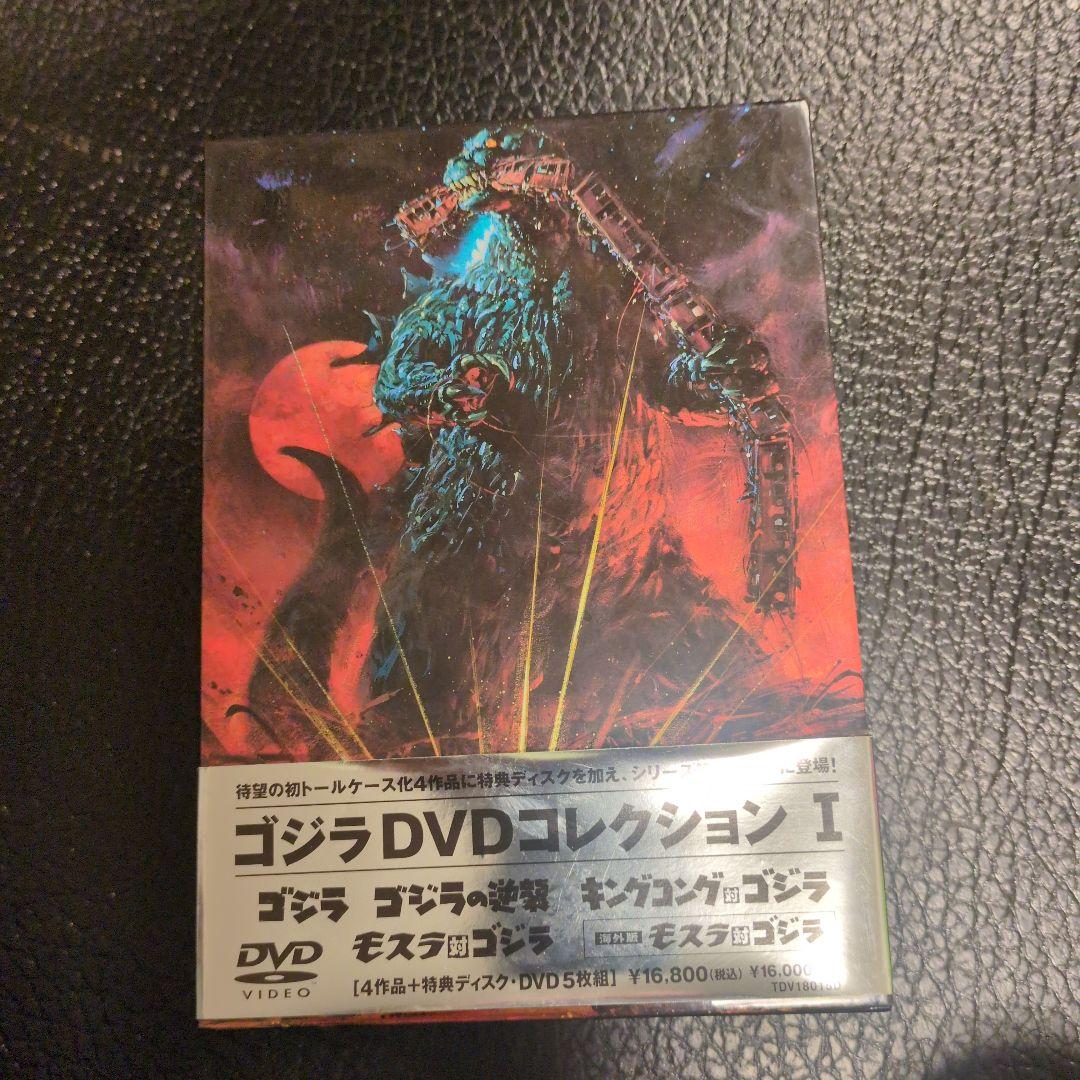 待望の初トールケース化4作品に特典ディスクを加え、シリーズ に登場!
ゴジラDVDコレクション I
ゴジラ ゴジラの逆襲 キングコング対ゴジラ
DVD VIDEO モスラ対ゴジラ 海外版 モスラ対ゴジラ
[4作品+特典ディスク・DVD5枚組] ¥16,800(税込) ¥16,000
TDV18015D